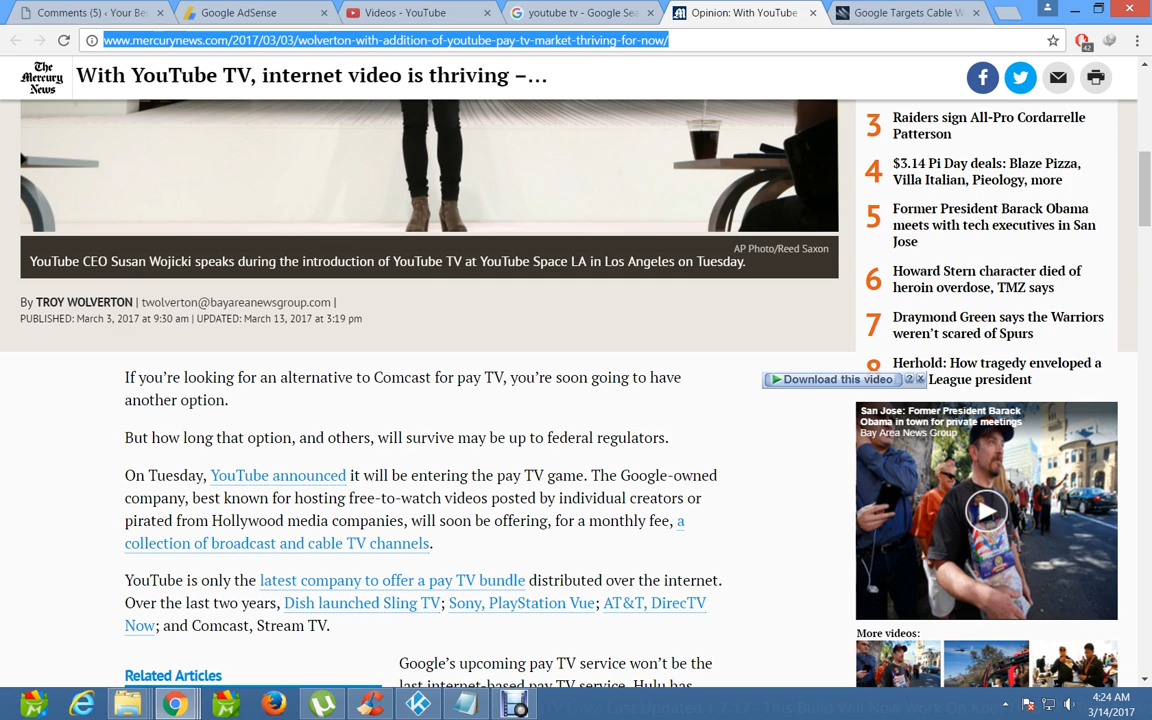 Comments (5) ‹ Your Bes
Google AdSense
Videos - YouTube
youtube tv - Google Sea
Opinion: With YouTube
Google Targets Cable W
www.mercurynews.com/2017/03/03/wolverton-with-addition-of-youtube-pay-tv-market-thriving-for-now/
42
The Mercury News
With YouTube TV, internet video is thriving –...
AP Photo/Reed Saxon
YouTube CEO Susan Wojicki speaks during the introduction of YouTube TV at YouTube Space LA in Los Angeles on Tuesday.
By TROY WOLVERTON | twolverton@bayareanewsgroup.com |
PUBLISHED: March 3, 2017 at 9:30 am | UPDATED: March 13, 2017 at 3:19 pm
If you’re looking for an alternative to Comcast for pay TV, you’re soon going to have
another option.
But how long that option, and others, will survive may be up to federal regulators.
On Tuesday, YouTube announced it will be entering the pay TV game. The Google-owned
company, best known for hosting free-to-watch videos posted by individual creators or
pirated from Hollywood media companies, will soon be offering, for a monthly fee, a
collection of broadcast and cable TV channels.
YouTube is only the latest company to offer a pay TV bundle distributed over the internet.
Over the last two years, Dish launched Sling TV; Sony, PlayStation Vue; AT&T, DirecTV
Now; and Comcast, Stream TV.
Related Articles
Google’s upcoming pay TV service won’t be the
last internet-based pay TV service. Hulu has
3 Raiders sign All-Pro Cordarrelle
Patterson
4 $3.14 Pi Day deals: Blaze Pizza,
Villa Italian, Pieology, more
5 Former President Barack Obama
meets with tech executives in San
Jose
6 Howard Stern character died of
heroin overdose, TMZ says
7 Draymond Green says the Warriors
weren’t scared of Spurs
8 Herhold: How tragedy enveloped a
League president
Download this video
San Jose: Former President Barack
Obama in town for private meetings
Bay Area News Group
More videos:
4:24 AM
3/14/2017